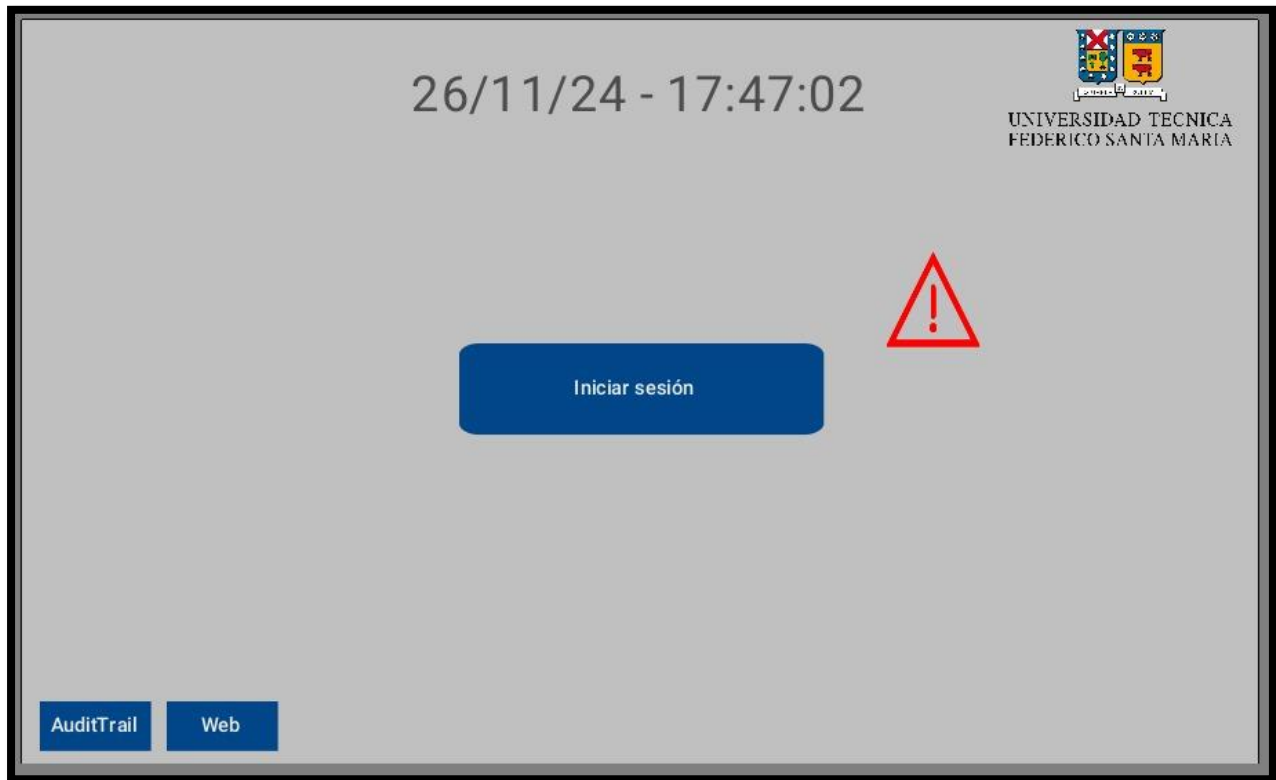 26/11/24 - 17:47:02
UNIVERSIDAD TECNICA
FEDERICO SANTA MARIA
Iniciar sesión
AuditTrail
Web